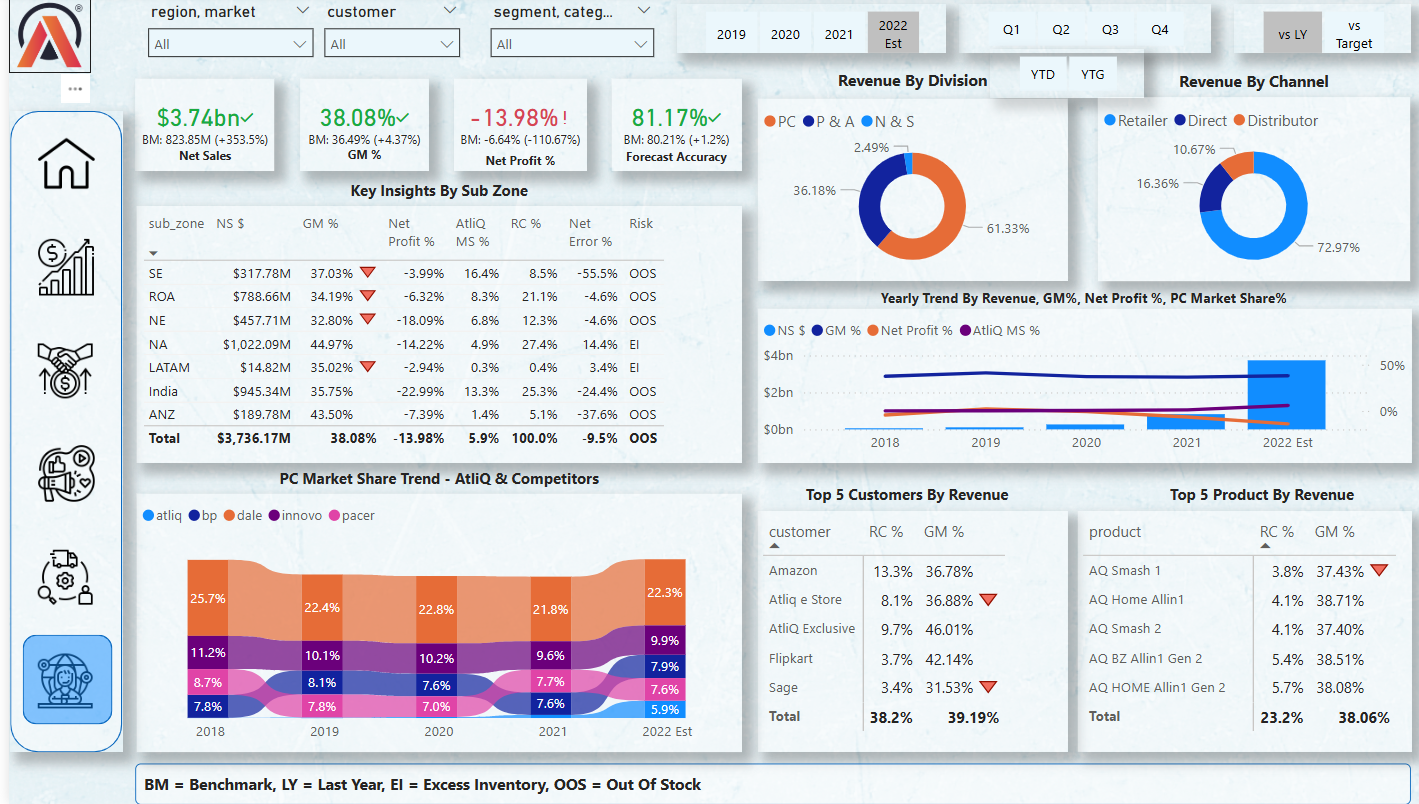 region, market
customer
segment, categ...
All
All
All
2019
2020
2021
2022
Est
Q1
Q2
Q3
Q4
YTD
YTG
vs LY
vs
Target
$3.74bn
BM: 823.85M (+353.5%)
Net Sales
38.08%
BM: 36.49% (+4.37%)
GM %
-13.98%!
BM: -6.64% (-110.67%)
Net Profit %
81.17%
BM: 80.21% (+1.2%)
Forecast Accuracy
Key Insights By Sub Zone
sub_zone NS $ GM % Net Profit % AtliQ MS % RC % Net Error % Risk
SE $317.78M 37.03% -3.99% 16.4% 8.5% -55.5% OOS
ROA $788.66M 34.19% -6.32% 8.3% 21.1% -4.6% OOS
NE $457.71M 32.80% -18.09% 6.8% 12.3% -4.6% OOS
NA $1,022.09M 44.97% -14.22% 4.9% 27.4% 14.4% EI
LATAM $14.82M 35.02% -2.94% 0.3% 0.4% 3.4% EI
India $945.34M 35.75% -22.99% 13.3% 25.3% -24.4% OOS
ANZ $189.78M 43.50% -7.39% 1.4% 5.1% -37.6% OOS
Total $3,736.17M 38.08% -13.98% 5.9% 100.0% -9.5% OOS
Revenue By Division
PC P & A N & S
2.49%
36.18%
61.33%
Revenue By Channel
Retailer Direct Distributor
10.67%
16.36%
72.97%
Yearly Trend By Revenue, GM%, Net Profit %, PC Market Share%
NS $ GM % Net Profit % AtliQ MS %
$4bn
$2bn
$0bn
50%
0%
2018 2019 2020 2021 2022 Est
PC Market Share Trend - AtliQ & Competitors
atliq bp dale innovo pacer
25.7% 22.4% 22.8% 21.8% 22.3%
11.2% 10.1% 10.2% 9.6% 9.9%
8.7% 8.1% 7.6% 7.7% 7.9%
7.8% 7.8% 7.0% 7.6% 7.6%
5.9%
2018 2019 2020 2021 2022 Est
Top 5 Customers By Revenue
customer RC % GM %
Amazon 13.3% 36.78%
Atliq e Store 8.1% 36.88%
AtliQ Exclusive 9.7% 46.01%
Flipkart 3.7% 42.14%
Sage 3.4% 31.53%
Total 38.2% 39.19%
Top 5 Product By Revenue
product RC % GM %
AQ Smash 1 3.8% 37.43%
AQ Home Allin1 4.1% 38.71%
AQ Smash 2 4.1% 37.40%
AQ BZ Allin1 Gen 2 5.4% 38.51%
AQ HOME Allin1 Gen 2 5.7% 38.08%
Total 23.2% 38.06%
BM = Benchmark, LY = Last Year, EI = Excess Inventory, OOS = Out Of Stock